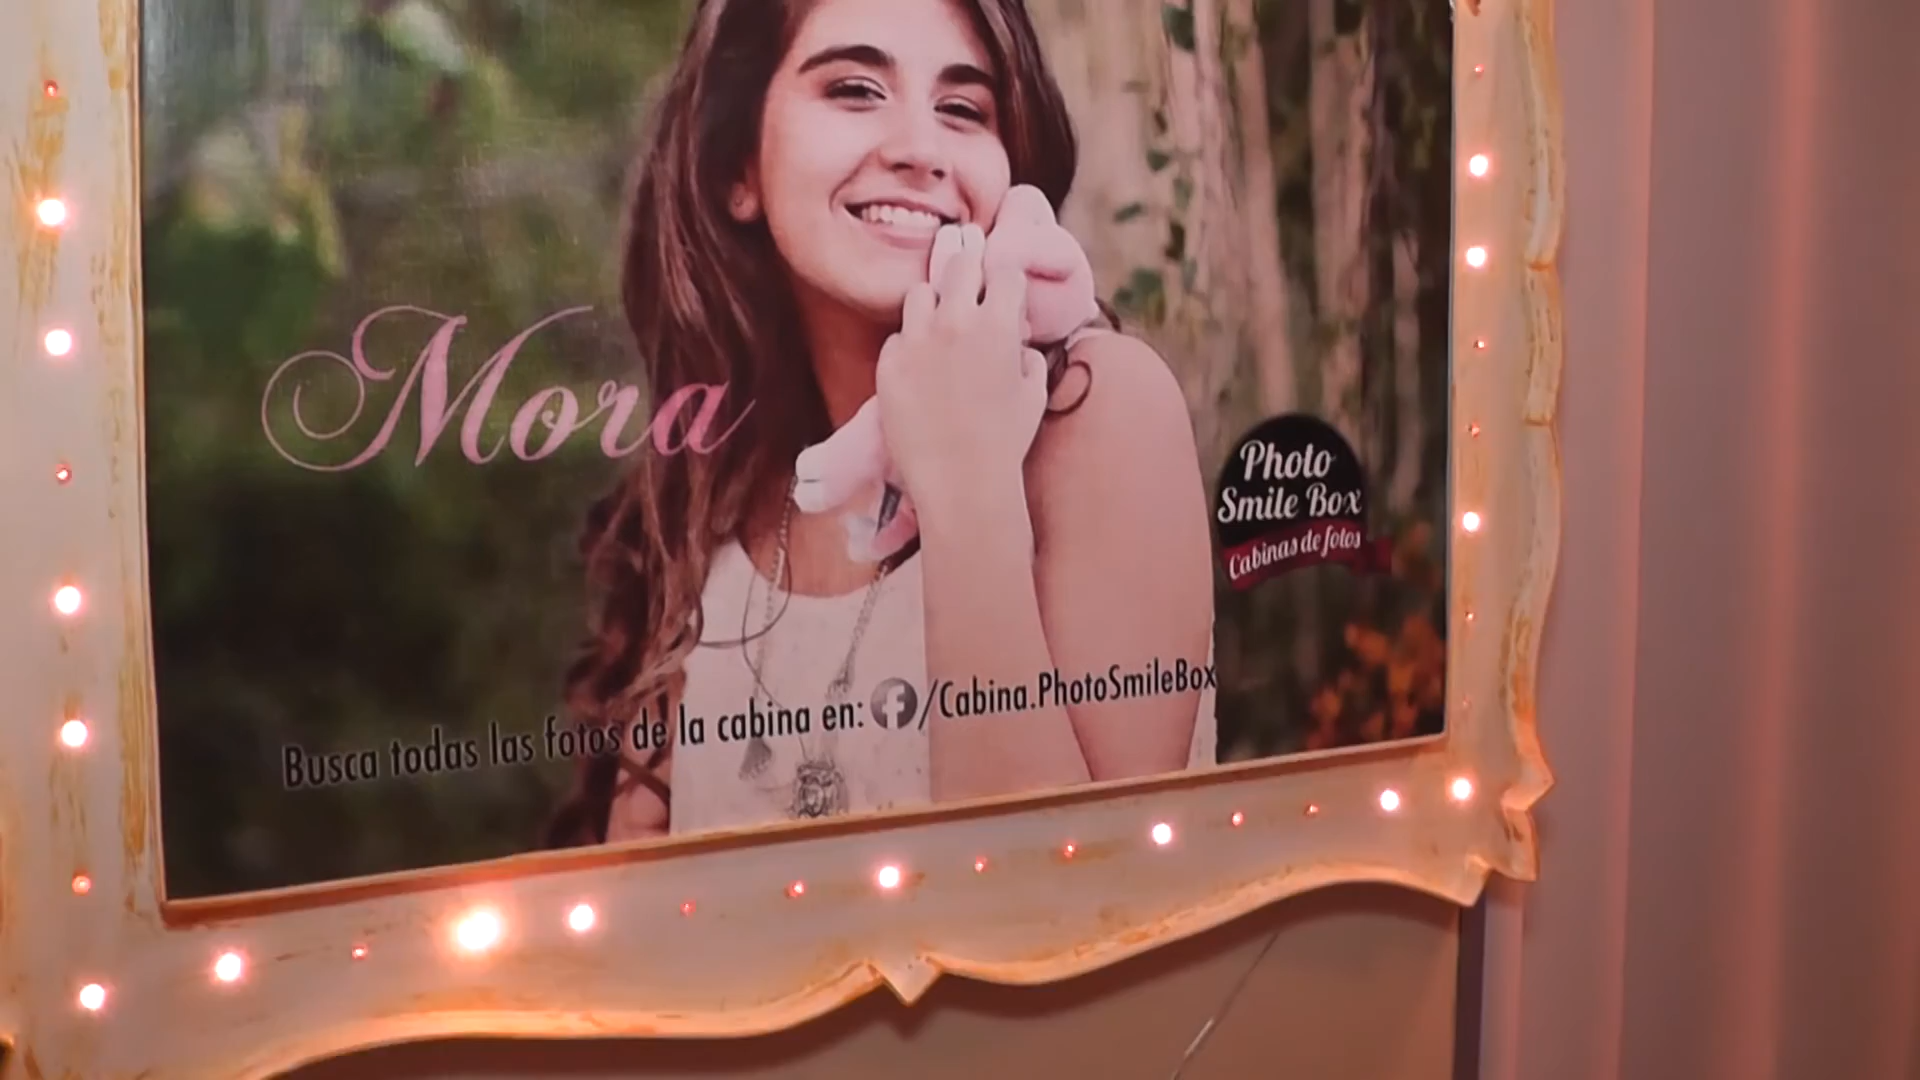 Mora
Photo
Smile Box
Cabinas de fotos
Busca todas las fotos de la cabina en: f/Cabina.PhotoSmileBox